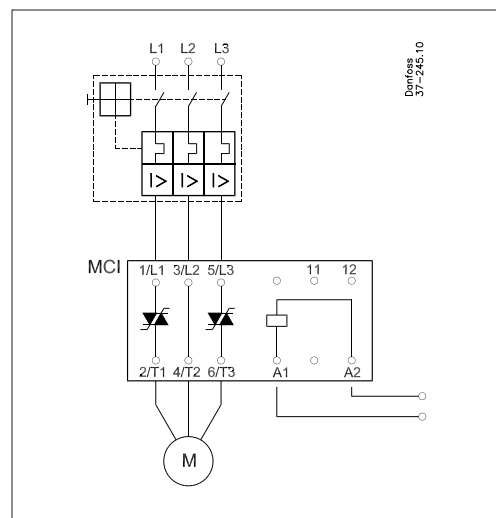 L1 L2 L3
Danfoss
37-245.10
I> I> I>
MCI
1/L1 3/L2 5/L3 11 12
2/T1 4/T2 6/T3 A1 A2
M